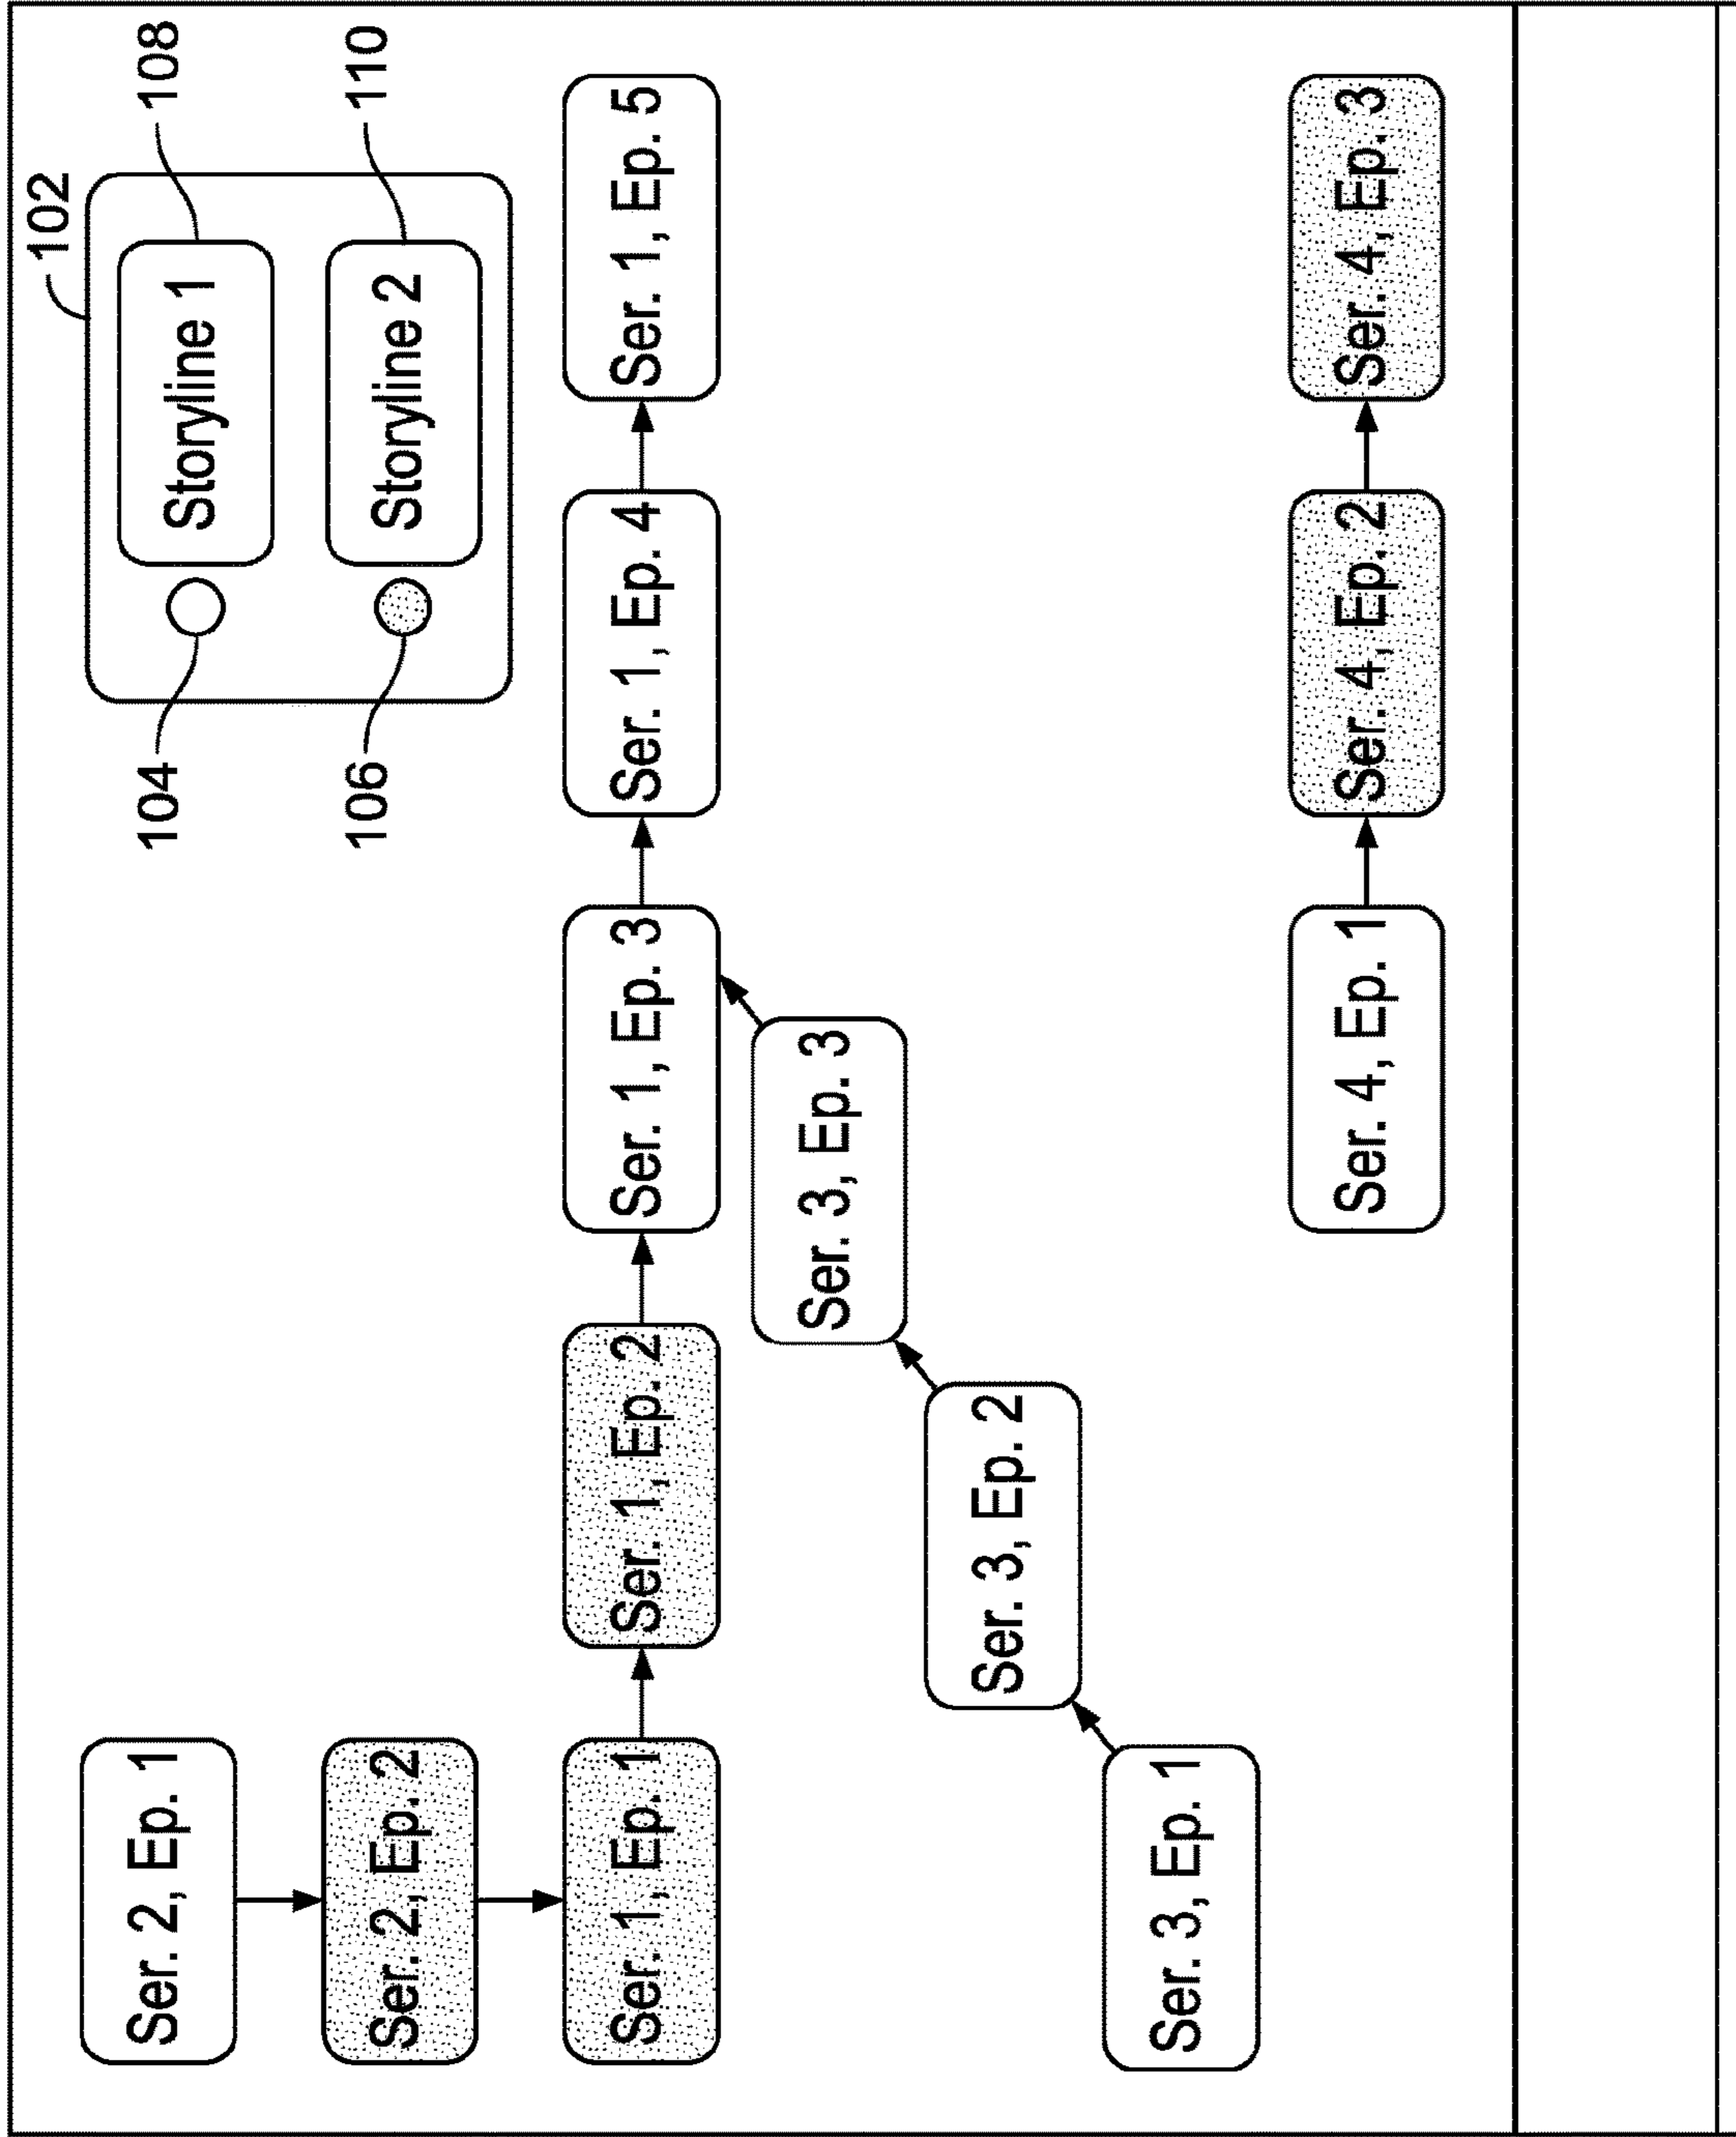 102
104
Storyline 1
108
106
Storyline 2
110
Ser. 2, Ep. 1
Ser. 2, Ep. 2
Ser. 1, Ep. 1
Ser. 1, Ep. 2
Ser. 1, Ep. 3
Ser. 1, Ep. 4
Ser. 1, Ep. 5
Ser. 3, Ep. 3
Ser. 3, Ep. 2
Ser. 3, Ep. 1
Ser. 4, Ep. 1
Ser. 4, Ep. 2
Ser. 4, Ep. 3